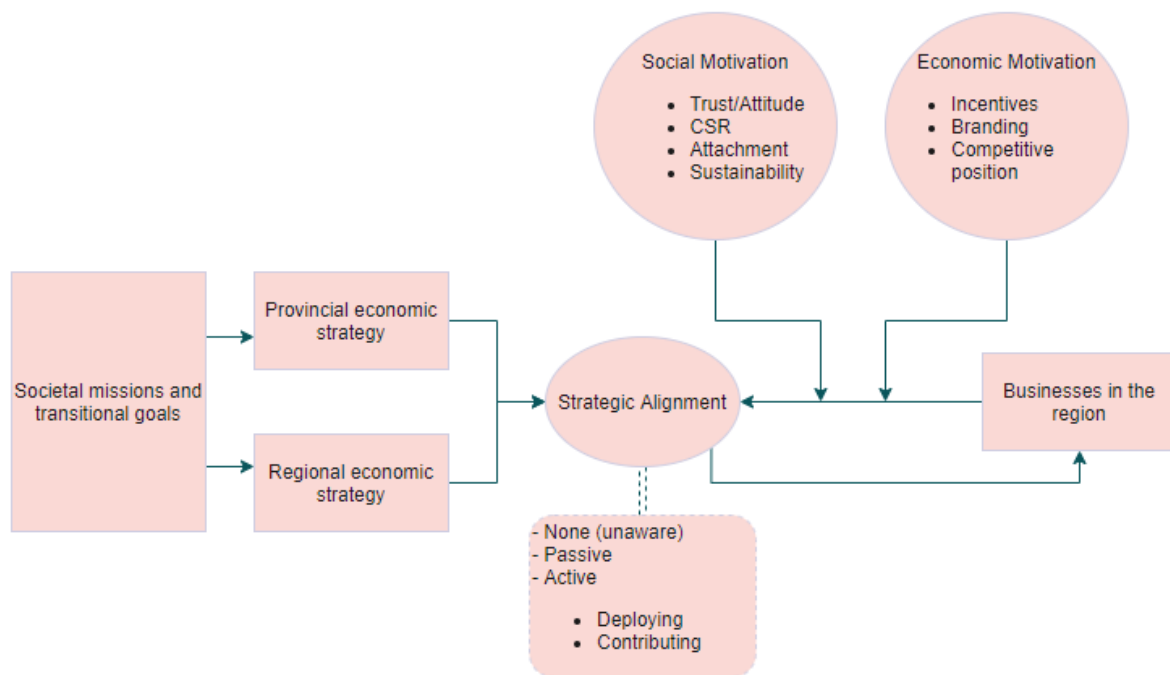 Social Motivation
• Trust/Attitude
• CSR
• Attachment
• Sustainability
Economic Motivation
• Incentives
• Branding
• Competitive
position
Societal missions and
transitional goals
Provincial economic
strategy
Regional economic
strategy
Strategic Alignment
Businesses in the
region
- None (unaware)
- Passive
- Active
• Deploying
• Contributing